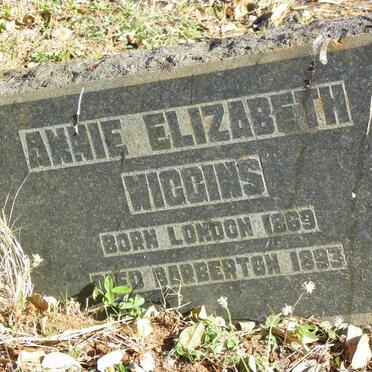 ANNIE ELIZABETH
WIGGINS
BORN LONDON 1869
DIED BARBERTON 1893